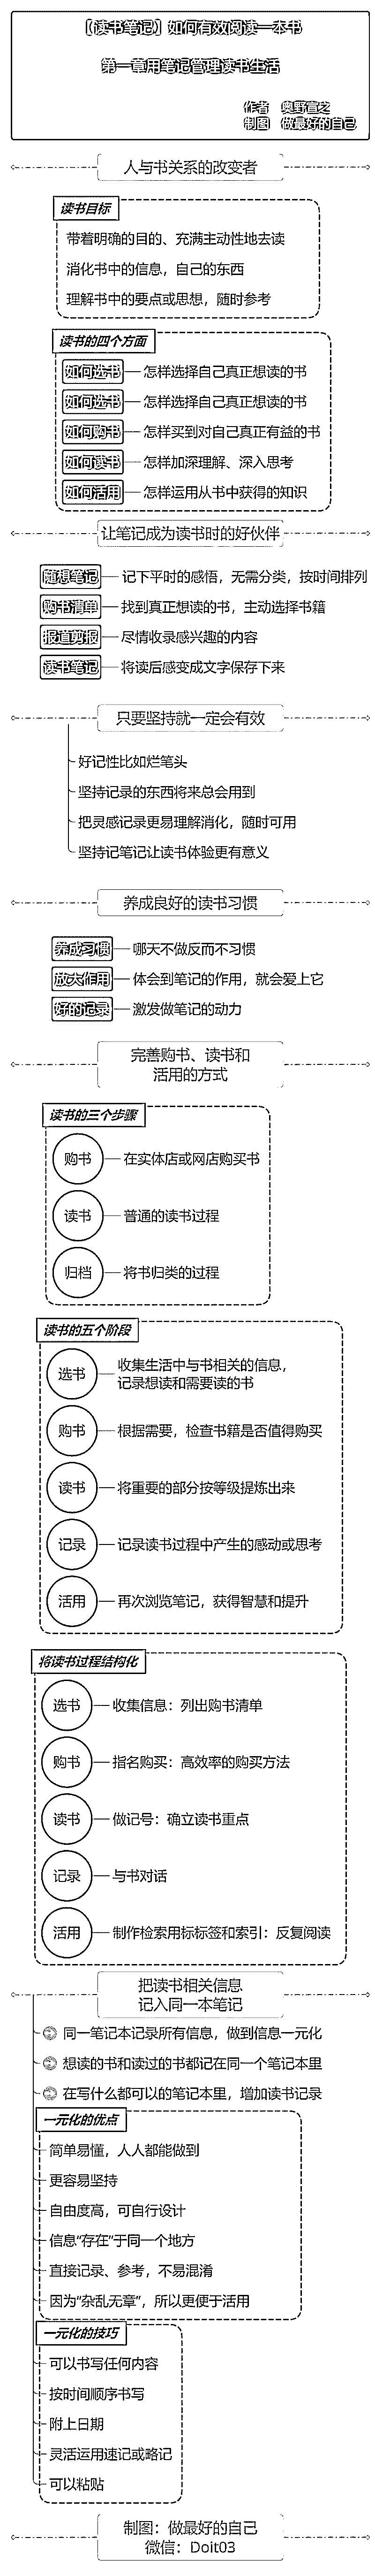 【读书笔记】如何有效阅读一本书
第一章用笔记管理读书生活
作者 奥野宣之
制图 做最好的自己
人与书关系的改变者
读书目标
带着明确的目的、充满主动性地去读
消化书中的信息，自己的东西
理解书中的要点或思想，随时参考
读书的四个方面
如何选书 怎样选择自己真正想读的书
如何选书 怎样选择自己真正想读的书
如何购书 怎样买到对自己真正有益的书
如何读书 怎样加深理解、深入思考
如何活用 怎样运用从书中获得的知识
让笔记成为读书时的好伙伴
随想笔记 记下平时的感悟，无需分类，按时间排列
购书清单 找到真正想读的书，主动选择书籍
报道剪报 尽情收录感兴趣的内容
读书笔记 将读后感变成文字保存下来
只要坚持就一定会有效
好记性比如烂笔头
坚持记录的东西将来总会用到
把灵感记录更易理解消化，随时可用
坚持记笔记让读书体验更有意义
养成良好的读书习惯
养成习惯 哪天不做反而不习惯
放大作用 体会到笔记的作用，就会爱上它
好的记录 激发做笔记的动力
完善购书、读书和
活用的方式
读书的三个步骤
购书 在实体店或网店购买书
读书 普通的读书过程
归档 将书归类的过程
读书的五个阶段
选书 收集生活中与书相关的信息，
记录想读和需要读的书
购书 根据需要，检查书籍是否值得购买
读书 将重要的部分按等级提炼出来
记录 记录读书过程中产生的感动或思考
活用 再次浏览笔记，获得智慧和提升
将读书过程结构化
选书 收集信息：列出购书清单
购书 指名购买：高效率的购买方法
读书 做记号：确立读书重点
记录 与书对话
活用 制作检索用标标签和索引：反复阅读
把读书相关信息
记入同一本笔记
同一笔记本记录所有信息，做到信息一元化
想读的书和读过的书都记在同一个笔记本里
在写什么都可以的笔记本里，增加读书记录
一元化的优点
简单易懂，人人都能做到
更容易坚持
自由度高，可自行设计
信息“存在”于同一个地方
直接记录、参考，不易混淆
因为“杂乱无章”，所以更便于活用
一元化的技巧
可以书写任何内容
按时间顺序书写
附上日期
灵活运用速记或略记
可以粘贴
制图：做最好的自己
微信：Doit03